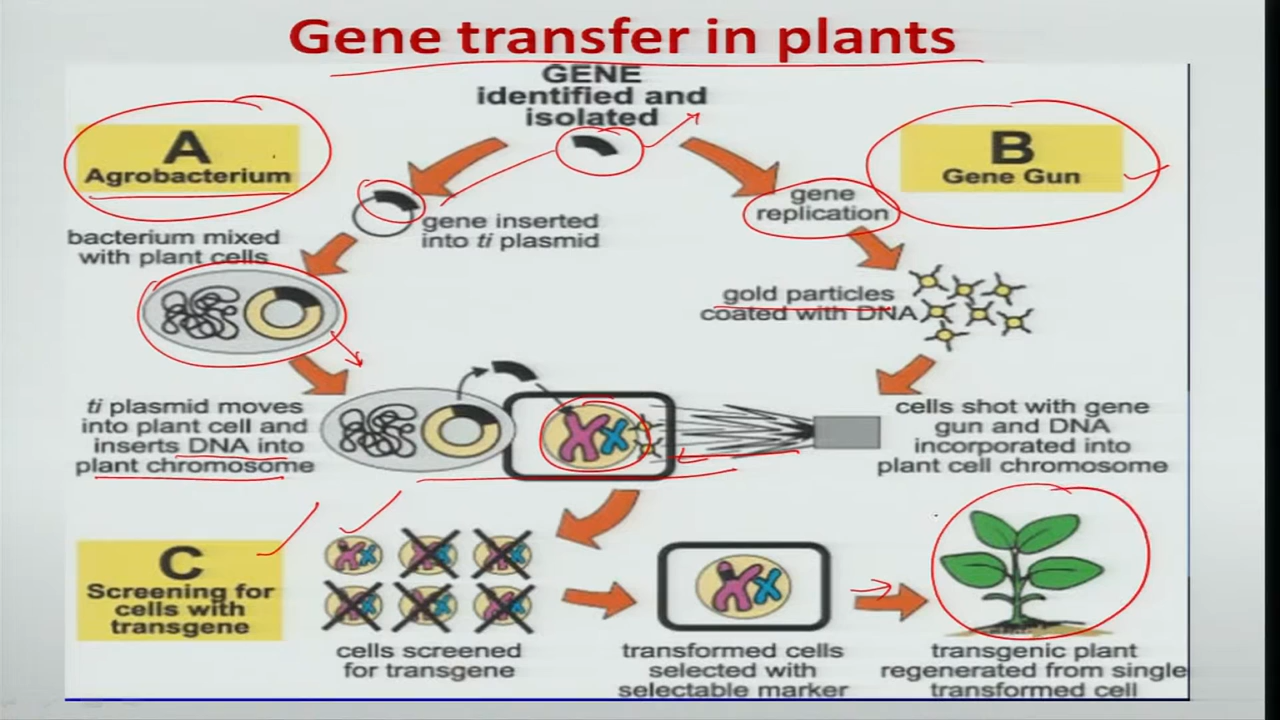 Gene transfer in plants
GENE
identified and
isolated
A
Agrobacterium
B
Gene Gun
gene inserted
into ti plasmid
gene
replication
bacterium mixed
with plant cells
gold particles
coated with DNA
ti plasmid moves
into plant cell and
inserts DNA into
plant chromosome
cells shot with gene
gun and DNA
incorporated into
plant cell chromosome
C
Screening for
cells with
transgene
cells screened
for transgene
transformed cells
selected with
selectable marker
transgenic plant
regenerated from single
transformed cell